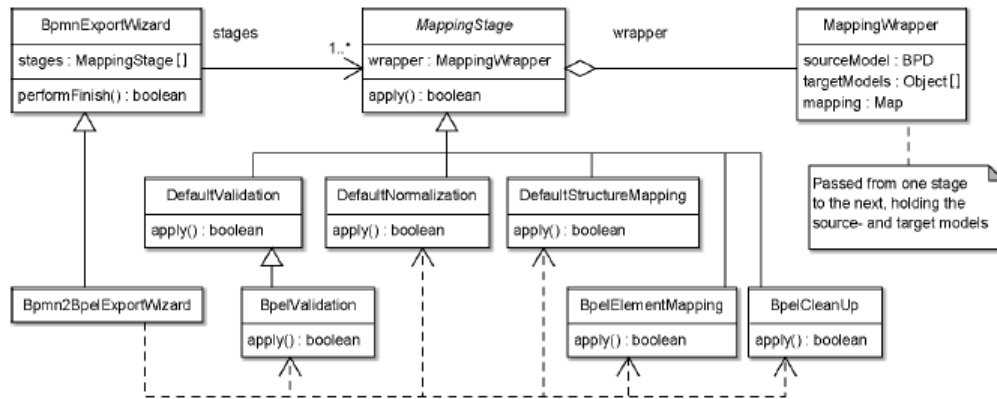 BpmnExportWizard
stages : MappingStage[]
performFinish() : boolean
stages
1..*
MappingStage
wrapper : MappingWrapper
apply() : boolean
wrapper
MappingWrapper
sourceModel : BPD
targetModels : Object[]
mapping : Map
Passed from one stage
to the next, holding the
source- and target models
DefaultValidation
apply() : boolean
DefaultNormalization
apply() : boolean
DefaultStructureMapping
apply() : boolean
Bpmn2BpelExportWizard
BpelValidation
apply() : boolean
BpelElementMapping
apply() : boolean
BpelCleanUp
apply() : boolean